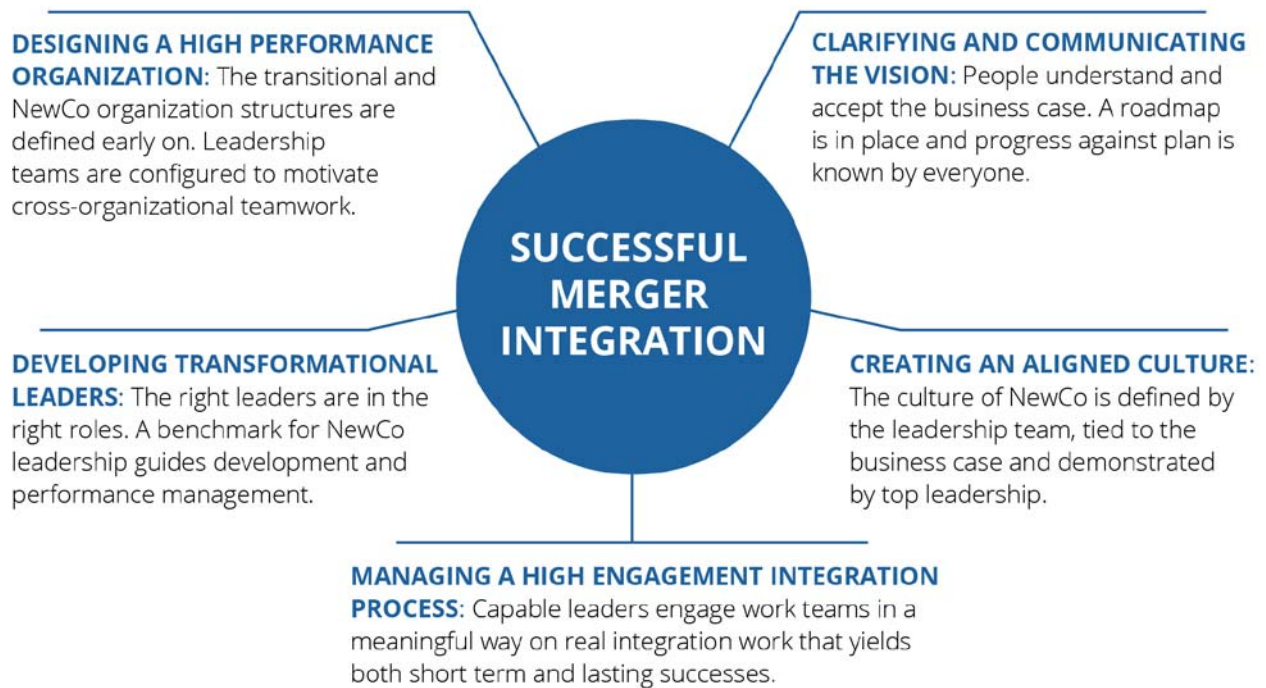 DESIGNING A HIGH PERFORMANCE
ORGANIZATION: The transitional and
NewCo organization structures are
defined early on. Leadership
teams are configured to motivate
cross-organizational teamwork.
CLARIFYING AND COMMUNICATING
THE VISION: People understand and
accept the business case. A roadmap
is in place and progress against plan is
known by everyone.
SUCCESSFUL
MERGER
INTEGRATION
DEVELOPING TRANSFORMATIONAL
LEADERS: The right leaders are in the
right roles. A benchmark for NewCo
leadership guides development and
performance management.
CREATING AN ALIGNED CULTURE:
The culture of NewCo is defined by
the leadership team, tied to the
business case and demonstrated
by top leadership.
MANAGING A HIGH ENGAGEMENT INTEGRATION
PROCESS: Capable leaders engage work teams in a
meaningful way on real integration work that yields
both short term and lasting successes.